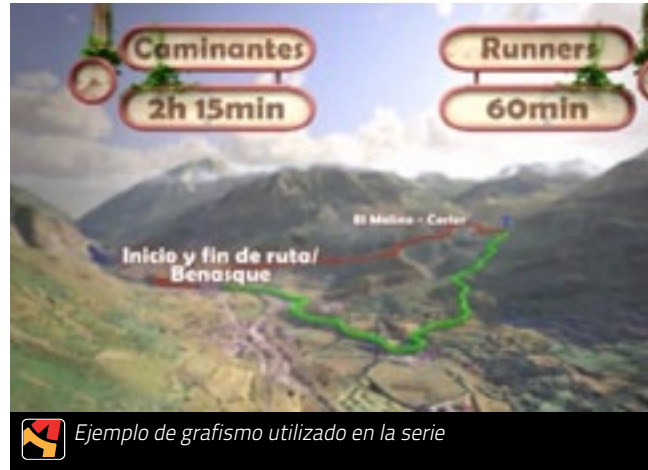 Caminantes
Runners
2h 15min
60min
El Molino - Cerler
Inicio y fin de ruta/
Benasque
Ejemplo de grafismo utilizado en la serie